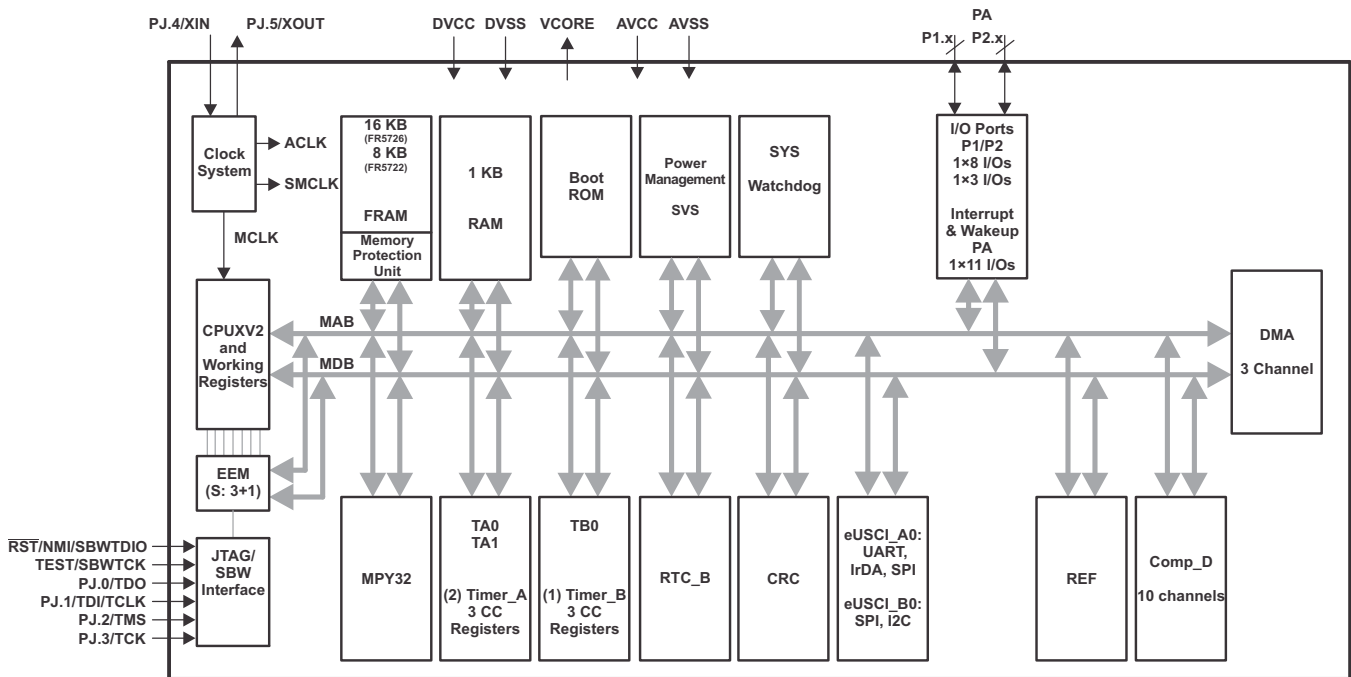 PJ.4/XIN
PJ.5/XOUT
DVCC
DVSS
VCORE
AVCC
AVSS
PA
P1.x
P2.x
Clock
System
ACLK
SMCLK
MCLK
16 KB
(FR5726)
8 KB
(FR5722)
FRAM
Memory
Protection
Unit
1 KB
RAM
Boot
ROM
Power
Management
SVS
SYS
Watchdog
I/O Ports
P1/P2
1×8 I/Os
1×3 I/Os
Interrupt
& Wakeup
PA
1×11 I/Os
CPUXV2
and
Working
Registers
MAB
MDB
DMA
3 Channel
EEM
(S: 3+1)
RST/NMI/SBWTDIO
TEST/SBWTCK
PJ.0/TDO
PJ.1/TDI/TCLK
PJ.2/TMS
PJ.3/TCK
JTAG/
SBW
Interface
MPY32
TA0
TA1
(2) Timer_A
3 CC
Registers
TB0
(1) Timer_B
3 CC
Registers
RTC_B
CRC
eUSCI_A0:
UART,
IrDA, SPI
eUSCI_B0:
SPI, I2C
REF
Comp_D
10 channels